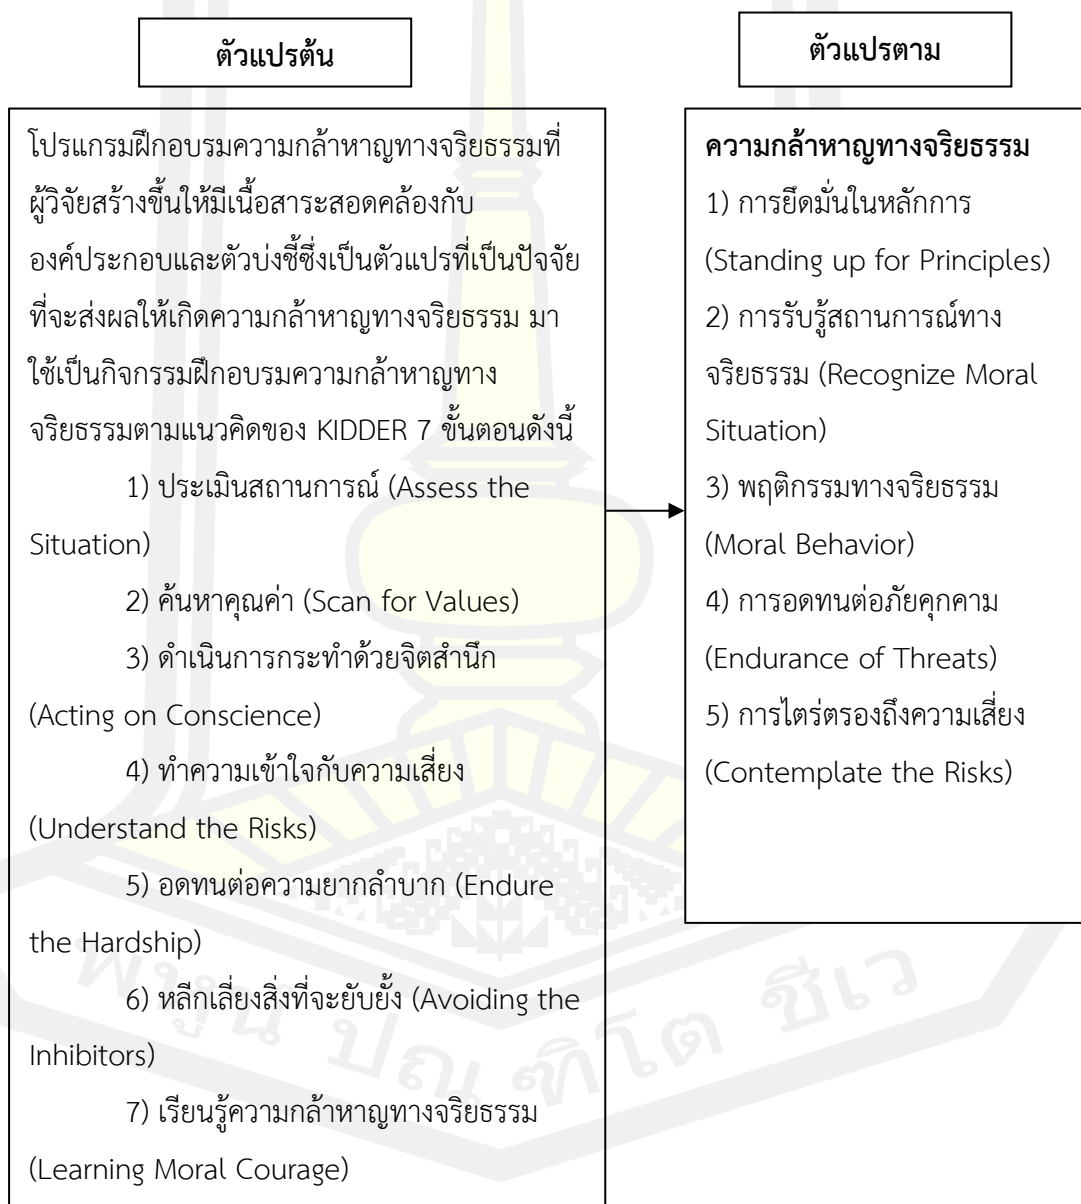 ตัวแปรต้น
โปรแกรมฝึกอบรมความกล้าหาญทางจริยธรรมที่
ผู้วิจัยสร้างขึ้นให้มีเนื้อสาระสอดคล้องกับ
องค์ประกอบและตัวบ่งชี้ซึ่งเป็นตัวแปรที่เป็นปัจจัย
ที่จะส่งผลให้เกิดความกล้าหาญทางจริยธรรม มา
ใช้เป็นกิจกรรมฝึกอบรมความกล้าหาญทาง
จริยธรรมตามแนวคิดของ KIDDER 7 ขั้นตอนดังนี้
1) ประเมินสถานการณ์ (Assess the
Situation)
2) ค้นหาคุณค่า (Scan for Values)
3) ดำเนินการกระทำด้วยจิตสำนึก
(Acting on Conscience)
4) ทำความเข้าใจกับความเสี่ยง
(Understand the Risks)
5) อดทนต่อความยากลำบาก (Endure
the Hardship)
6) หลีกเลี่ยงสิ่งที่จะยับยั้ง (Avoiding the
Inhibitors)
7) เรียนรู้ความกล้าหาญทางจริยธรรม
(Learning Moral Courage)
ตัวแปรตาม
ความกล้าหาญทางจริยธรรม
1) การยึดมั่นในหลักการ
(Standing up for Principles)
2) การรับรู้สถานการณ์ทาง
จริยธรรม (Recognize Moral
Situation)
3) พฤติกรรมทางจริยธรรม
(Moral Behavior)
4) การอดทนต่อภัยคุกคาม
(Endurance of Threats)
5) การไตร่ตรองถึงความเสี่ยง
(Contemplate the Risks)
พหูน ปณฺฑิโต ชีเว